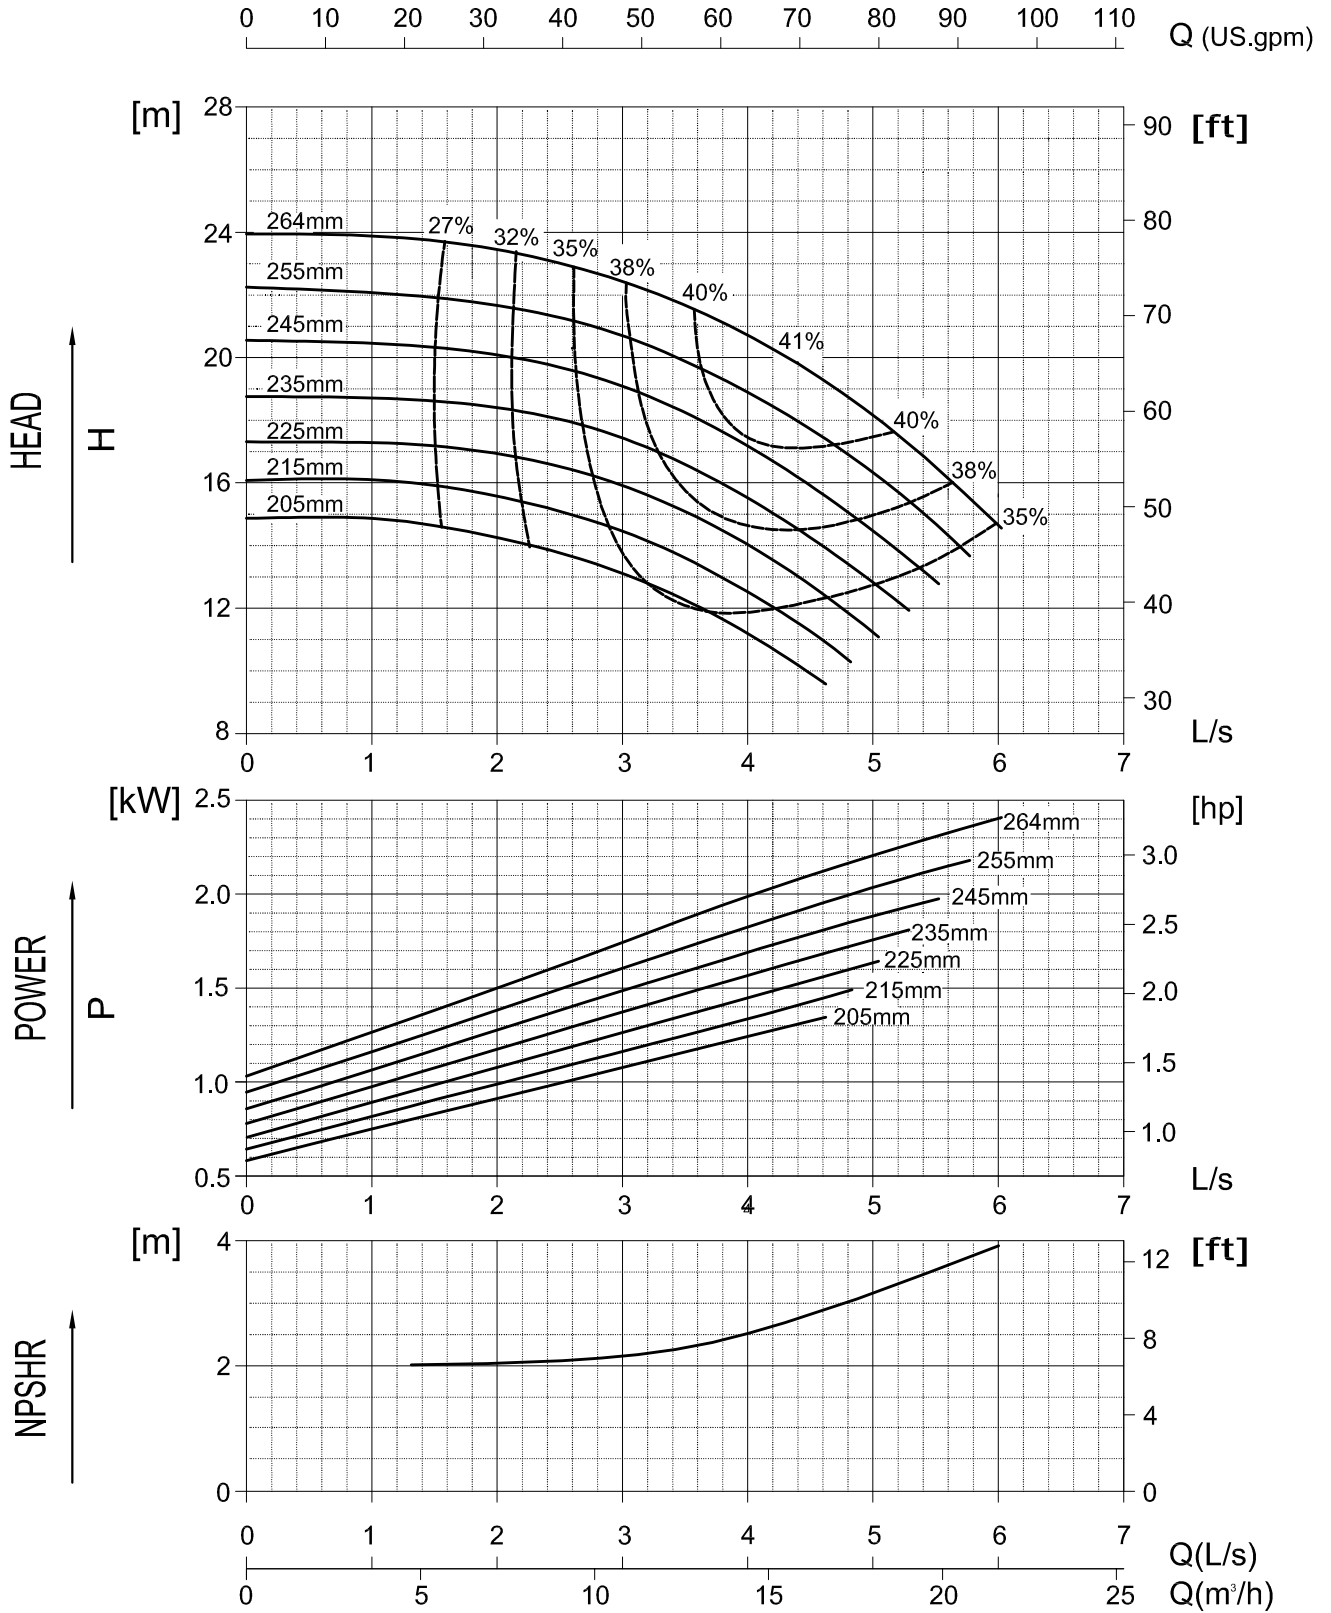 0 10 20 30 40 50 60 70 80 90 100 110
Q (US.gpm)
[m]
28
24
20
16
12
8
90
80
70
60
50
40
30
[ft]
HEAD
H
264mm
255mm
245mm
235mm
225mm
215mm
205mm
27%
32%
35%
38%
40%
41%
40%
38%
35%
L/s
0 1 2 3 4 5 6 7
[kW]
2.5
2.0
1.5
1.0
0.5
[hp]
3.0
2.5
2.0
1.5
1.0
POWER
P
264mm
255mm
245mm
235mm
225mm
215mm
205mm
L/s
0 1 2 3 4 5 6 7
[m]
4
2
0
[ft]
12
8
4
0
NPSHR
0 1 2 3 4 5 6 7
Q(L/s)
0 5 10 15 20 25
Q(m³/h)